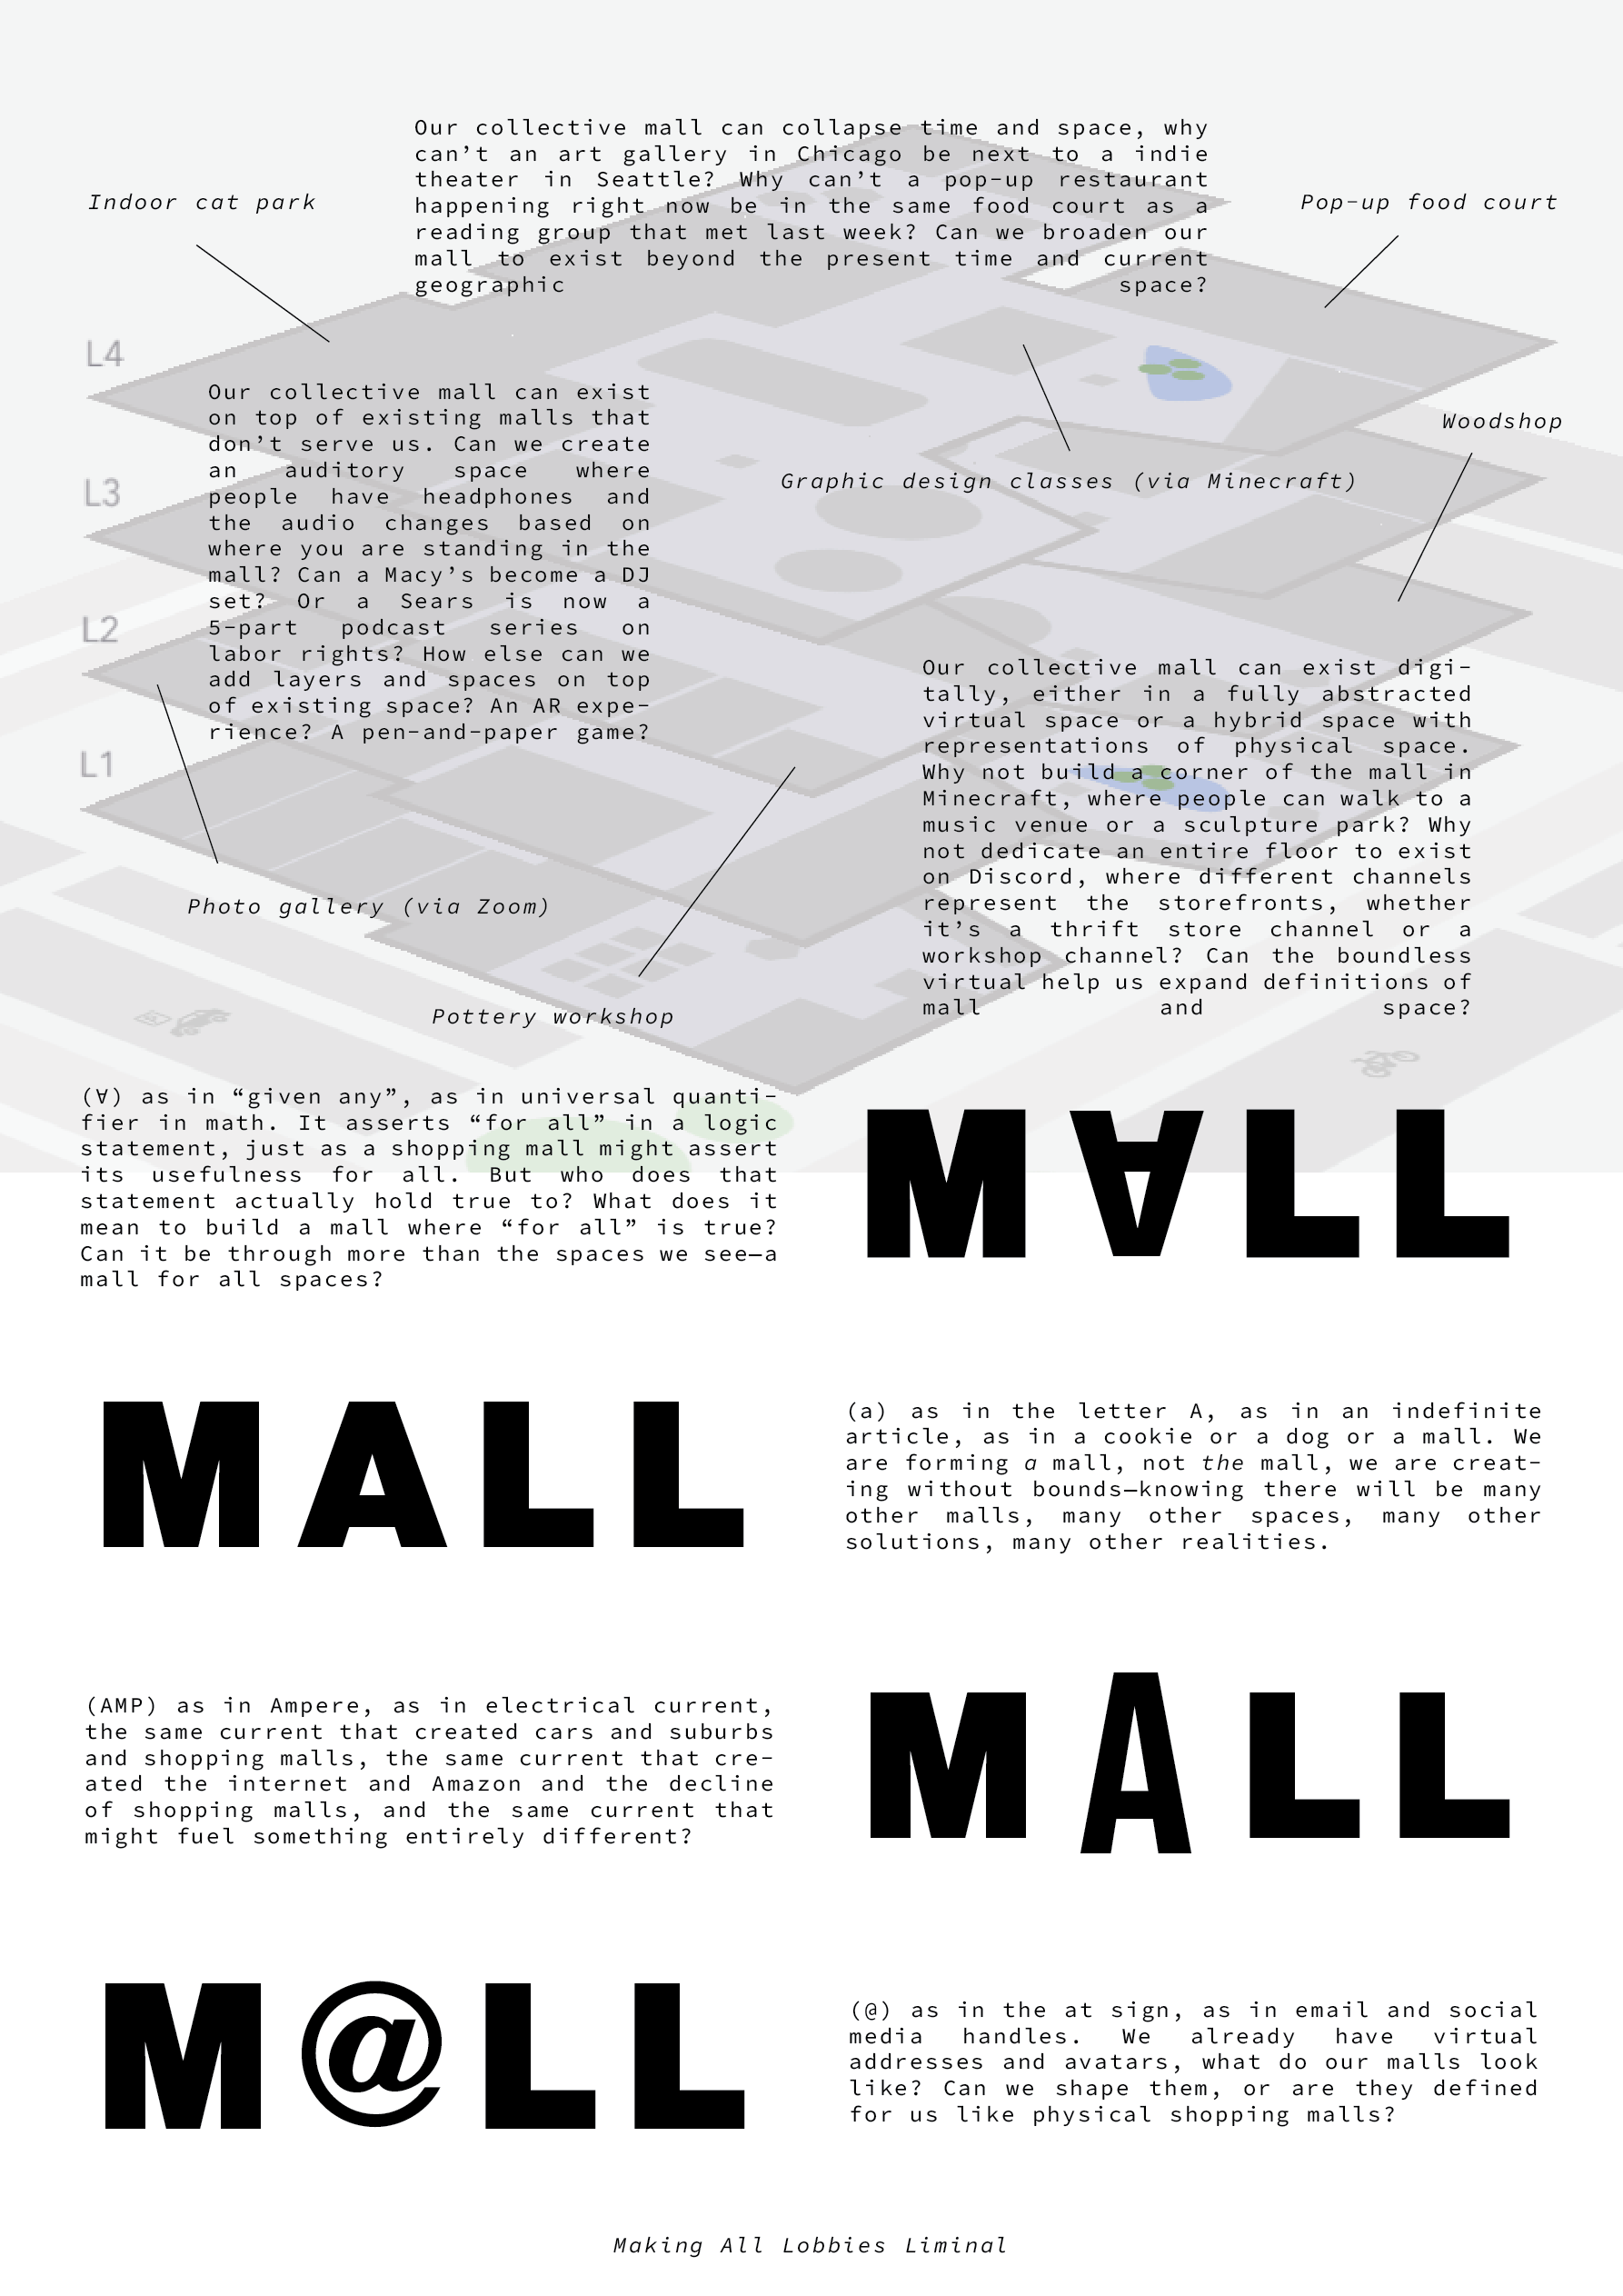 Our collective mall can collapse time and space, why
can’t an art gallery in Chicago be next to a indie
theater in Seattle? Why can’t a pop-up restaurant
happening right now be in the same food court as a
reading group that met last week? Can we broaden our
mall to exist beyond the present time and current
geographic space?
Indoor cat park
Pop-up food court
L4
Our collective mall can exist
on top of existing malls that
don’t serve us. Can we create
an auditory space where
people have headphones and
the audio changes based on
where you are standing in the
mall? Can a Macy’s become a DJ
set? Or a Sears is now a
5-part podcast series on
labor rights? How else can we
add layers and spaces on top
of existing space? An AR expe-
rience? A pen-and-paper game?
Woodshop
Graphic design classes (via Minecraft)
L3
L2
L1
Our collective mall can exist digi-
tally, either in a fully abstracted
virtual space or a hybrid space with
representations of physical space.
Why not build a corner of the mall in
Minecraft, where people can walk to a
music venue or a sculpture park? Why
not dedicate an entire floor to exist
on Discord, where different channels
represent the storefronts, whether
it’s a thrift store channel or a
workshop channel? Can the boundless
virtual help us expand definitions of
mall and space?
Photo gallery (via Zoom)
Pottery workshop
(∀) as in “given any”, as in universal quanti-
fier in math. It asserts “for all” in a logic
statement, just as a shopping mall might assert
its usefulness for all. But who does that
statement actually hold true to? What does it
mean to build a mall where “for all” is true?
Can it be through more than the spaces we see—a
mall for all spaces?
M∀LL
MALL
(a) as in the letter A, as in an indefinite
article, as in a cookie or a dog or a mall. We
are forming a mall, not the mall, we are creat-
ing without bounds—knowing there will be many
other malls, many other spaces, many other
solutions, many other realities.
(AMP) as in Ampere, as in electrical current,
the same current that created cars and suburbs
and shopping malls, the same current that cre-
ated the internet and Amazon and the decline
of shopping malls, and the same current that
might fuel something entirely different?
MALL
M@LL
(@) as in the at sign, as in email and social
media handles. We already have virtual
addresses and avatars, what do our malls look
like? Can we shape them, or are they defined
for us like physical shopping malls?
Making All Lobbies Liminal